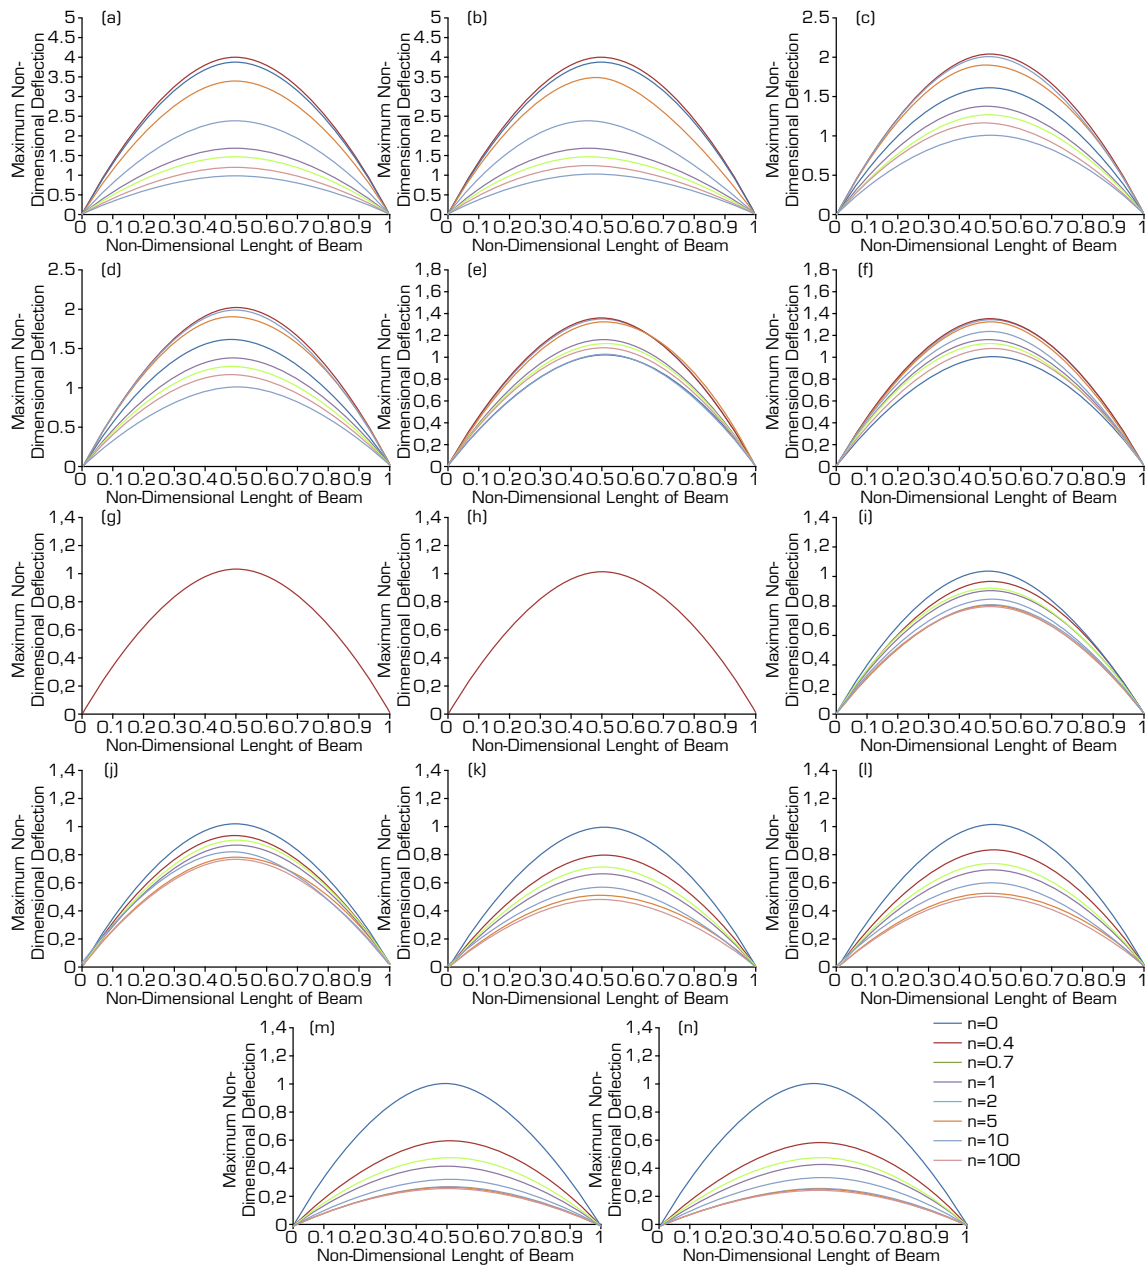 (a)
Maximum Non-
Dimensional Deflection
5
4.5
4
3.5
3
2.5
2
1.5
1
0.5
0
0 0.1 0.2 0.3 0.4 0.5 0.6 0.7 0.8 0.9 1
Non-Dimensional Lenght of Beam
(b)
Maximum Non-
Dimensional Deflection
5
4.5
4
3.5
3
2.5
2
1.5
1
0.5
0
0 0.1 0.2 0.3 0.4 0.5 0.6 0.7 0.8 0.9 1
Non-Dimensional Lenght of Beam
(c)
Maximum Non-
Dimensional Deflection
2.5
2
1.5
1
0.5
0
0 0.1 0.2 0.3 0.4 0.5 0.6 0.7 0.8 0.9 1
Non-Dimensional Lenght of Beam
(d)
Maximum Non-
Dimensional Deflection
2.5
2
1.5
1
0.5
0
0 0.1 0.2 0.3 0.4 0.5 0.6 0.7 0.8 0.9 1
Non-Dimensional Lenght of Beam
(e)
Maximum Non-
Dimensional Deflection
1,8
1,6
1,4
1,2
1
0,8
0,6
0,4
0,2
0
0 0.1 0.2 0.3 0.4 0.5 0.6 0.7 0.8 0.9 1
Non-Dimensional Lenght of Beam
(f)
Maximum Non-
Dimensional Deflection
1,8
1,6
1,4
1,2
1
0,8
0,6
0,4
0,2
0
0 0.1 0.2 0.3 0.4 0.5 0.6 0.7 0.8 0.9 1
Non-Dimensional Lenght of Beam
(g)
Maximum Non-
Dimensional Deflection
1,4
1,2
1
0,8
0,6
0,4
0,2
0
0 0.1 0.2 0.3 0.4 0.5 0.6 0.7 0.8 0.9 1
Non-Dimensional Lenght of Beam
(h)
Maximum Non-
Dimensional Deflection
1,4
1,2
1
0,8
0,6
0,4
0,2
0
0 0.1 0.2 0.3 0.4 0.5 0.6 0.7 0.8 0.9 1
Non-Dimensional Lenght of Beam
(i)
Maximum Non-
Dimensional Deflection
1,4
1,2
1
0,8
0,6
0,4
0,2
0
0 0.1 0.2 0.3 0.4 0.5 0.6 0.7 0.8 0.9 1
Non-Dimensional Lenght of Beam
(j)
Maximum Non-
Dimensional Deflection
1,4
1,2
1
0,8
0,6
0,4
0,2
0
0 0.1 0.2 0.3 0.4 0.5 0.6 0.7 0.8 0.9 1
Non-Dimensional Lenght of Beam
(k)
Maximum Non-
Dimensional Deflection
1,4
1,2
1
0,8
0,6
0,4
0,2
0
0 0.1 0.2 0.3 0.4 0.5 0.6 0.7 0.8 0.9 1
Non-Dimensional Lenght of Beam
(l)
Maximum Non-
Dimensional Deflection
1,4
1,2
1
0,8
0,6
0,4
0,2
0
0 0.1 0.2 0.3 0.4 0.5 0.6 0.7 0.8 0.9 1
Non-Dimensional Lenght of Beam
(m)
Maximum Non-
Dimensional Deflection
1,4
1,2
1
0,8
0,6
0,4
0,2
0
0 0.1 0.2 0.3 0.4 0.5 0.6 0.7 0.8 0.9 1
Non-Dimensional Lenght of Beam
(n)
Maximum Non-
Dimensional Deflection
1,4
1,2
1
0,8
0,6
0,4
0,2
0
0 0.1 0.2 0.3 0.4 0.5 0.6 0.7 0.8 0.9 1
Non-Dimensional Lenght of Beam
n=0
n=0.4
n=0.7
n=1
n=2
n=5
n=10
n=100